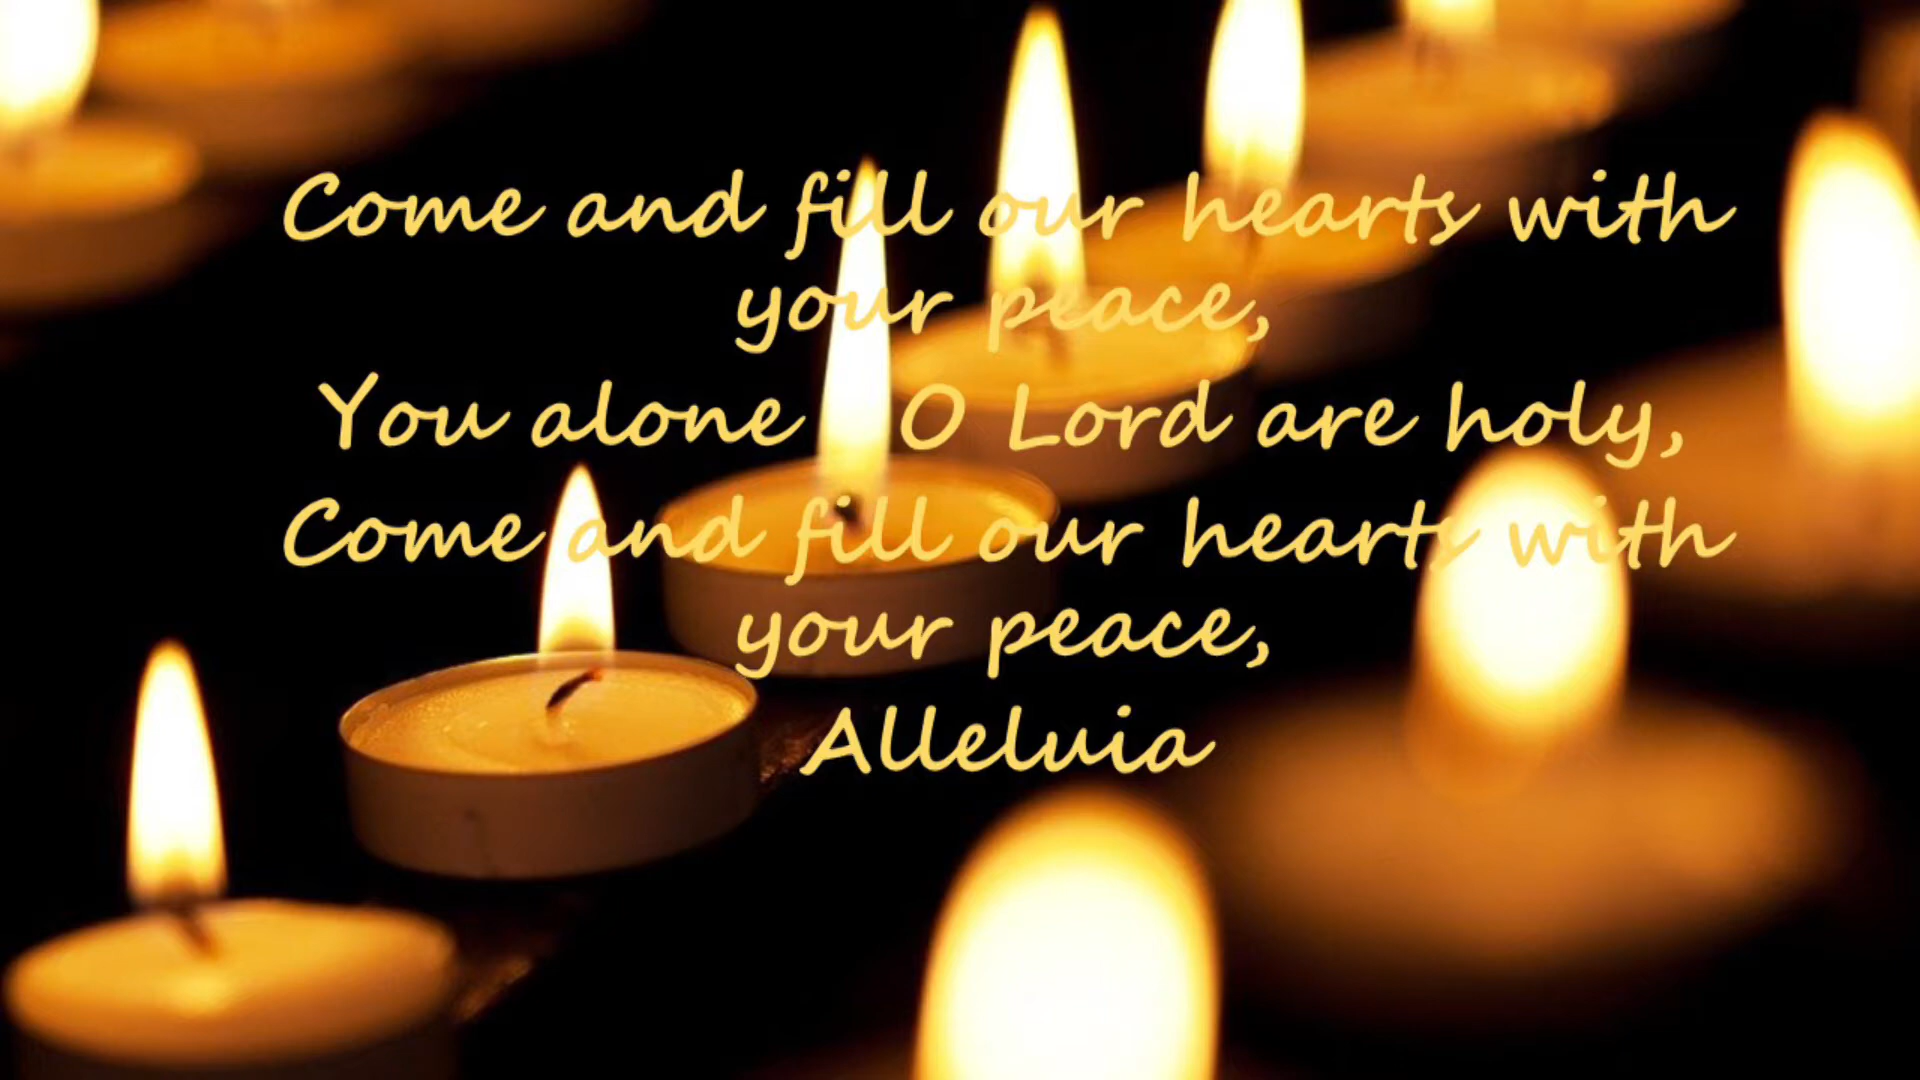 Come and fill our hearts with
your peace,
You alone O Lord are holy,
Come and fill our hearts with
your peace,
Alleluia